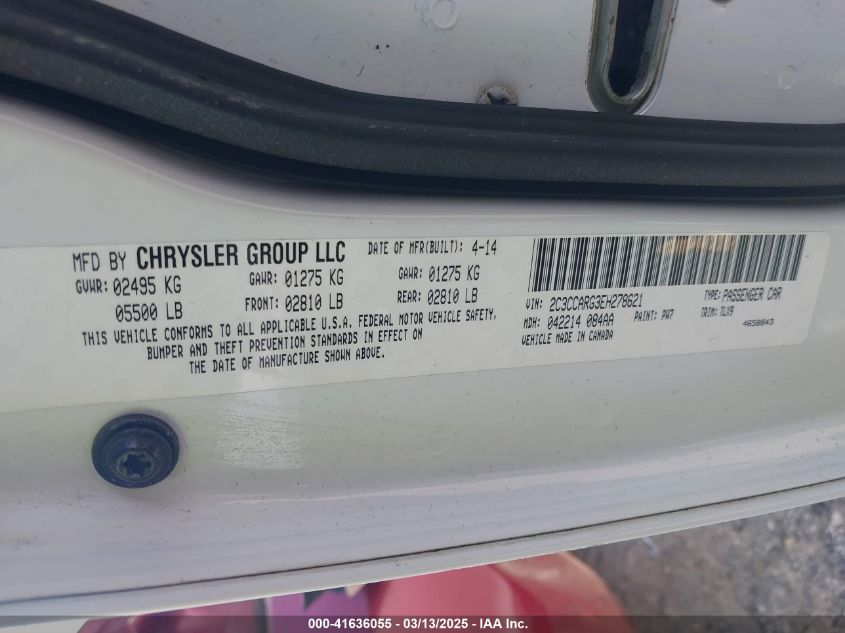 MFD BY CHRYSLER GROUP LLC DATE OF MFR(BUILT): 4-14
GVWR: 02495 KG GAWR: 01275 KG GAWR: 01275 KG
05500 LB FRONT: 02810 LB REAR: 02810 LB
THIS VEHICLE CONFORMS TO ALL APPLICABLE U.S.A. FEDERAL MOTOR VEHICLE SAFETY,
BUMPER AND THEFT PREVENTION STANDARDS IN EFFECT ON
THE DATE OF MANUFACTURE SHOWN ABOVE.
VIN: 2C3CCARG3EH278621 TYPE: PASSENGER CAR
MDH: 042214 084AA PAINT: PW7 TRIM: TLX9
VEHICLE MADE IN CANADA 4658843
000-41636055 - 03/13/2025 - IAA Inc.